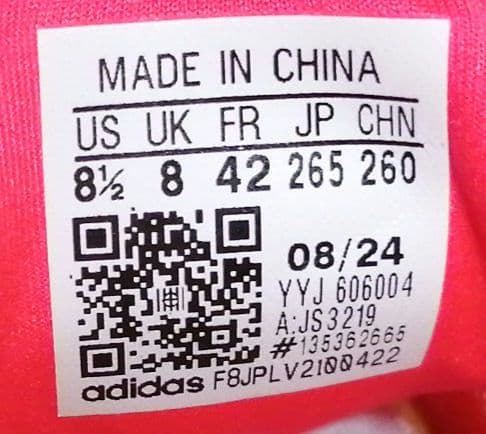 MADE IN CHINA
US UK FR JP CHN
8½ 8 42 265 260
08/24
YYJ 606004
A:JS3219
#135362665
adidas F8JPLV2100422